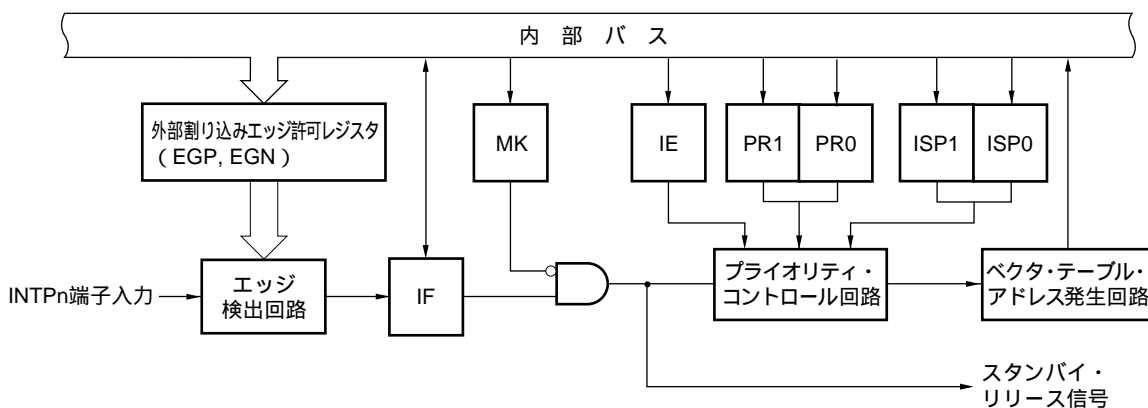 内部バス
外部割り込みエッジ許可レジスタ
（EGP, EGN）
MK
IE
PR1
PR0
ISP1
ISP0
INTPn端子入力
エッジ
検出回路
IF
プライオリティ・
コントロール回路
ベクタ・テーブル・
アドレス発生回路
スタンバイ・
リリース信号